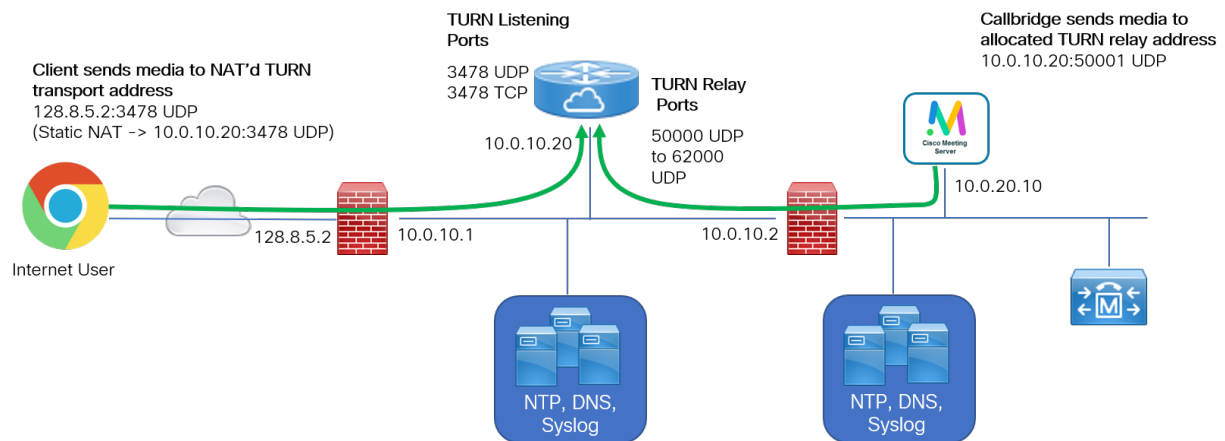 Client sends media to NAT'd TURN
transport address
128.8.5.2:3478 UDP
(Static NAT -> 10.0.10.20:3478 UDP)
Internet User
128.8.5.2
10.0.10.1
TURN Listening
Ports
3478 UDP
3478 TCP
10.0.10.20
TURN Relay
Ports
50000 UDP
to 62000
UDP
10.0.10.2
Callbridge sends media to
allocated TURN relay address
10.0.10.20:50001 UDP
Cisco Meeting
Server
10.0.20.10
M
NTP, DNS,
Syslog
NTP, DNS,
Syslog